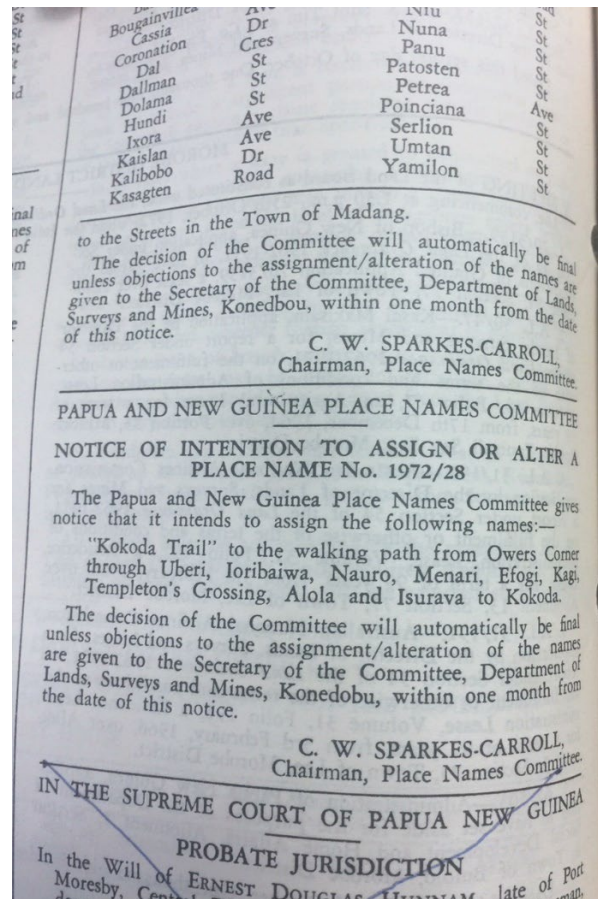 Bougainvillea Niu St
Cassia Ave Nuna St
Coronation Dr Panu St
Dal Cres Patosten St
Dallman St Petrea Ave
Dolama St Poinciana St
Hundi St Serlion St
Ixora Ave Umtan St
Kaislan Ave Yamilon St
Kalibobo Dr
Kasagten Road
to the Streets in the Town of Madang.
The decision of the Committee will automatically be final
unless objections to the assignment/alteration of the names are
given to the Secretary of the Committee, Department of Lands,
Surveys and Mines, Konedbou, within one month from the date
of this notice.
C. W. SPARKES-CARROLL,
Chairman, Place Names Committee.
PAPUA AND NEW GUINEA PLACE NAMES COMMITTEE
NOTICE OF INTENTION TO ASSIGN OR ALTER A
PLACE NAME No. 1972/28
The Papua and New Guinea Place Names Committee gives
notice that it intends to assign the following names:—
"Kokoda Trail" to the walking path from Owers Corner
through Uberi, Ioribaiwa, Nauro, Menari, Efogi, Kagi,
Templeton's Crossing, Alola and Isurava to Kokoda.
The decision of the Committee will automatically be final
unless objections to the assignment/alteration of the names
are given to the Secretary of the Committee, Department of
Lands, Surveys and Mines, Konedobu, within one month from
the date of this notice.
C. W. SPARKES-CARROLL,
Chairman, Place Names Committee.
IN THE SUPREME COURT OF PAPUA NEW GUINEA
PROBATE JURISDICTION
In the Will of ERNEST DOUGLAS HUNNAM late of Port
Moresby,